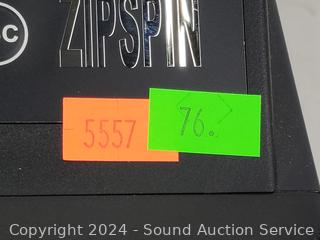 ZIPSPIN
5557
76.
Copyright © 2024 - Sound Auction Service